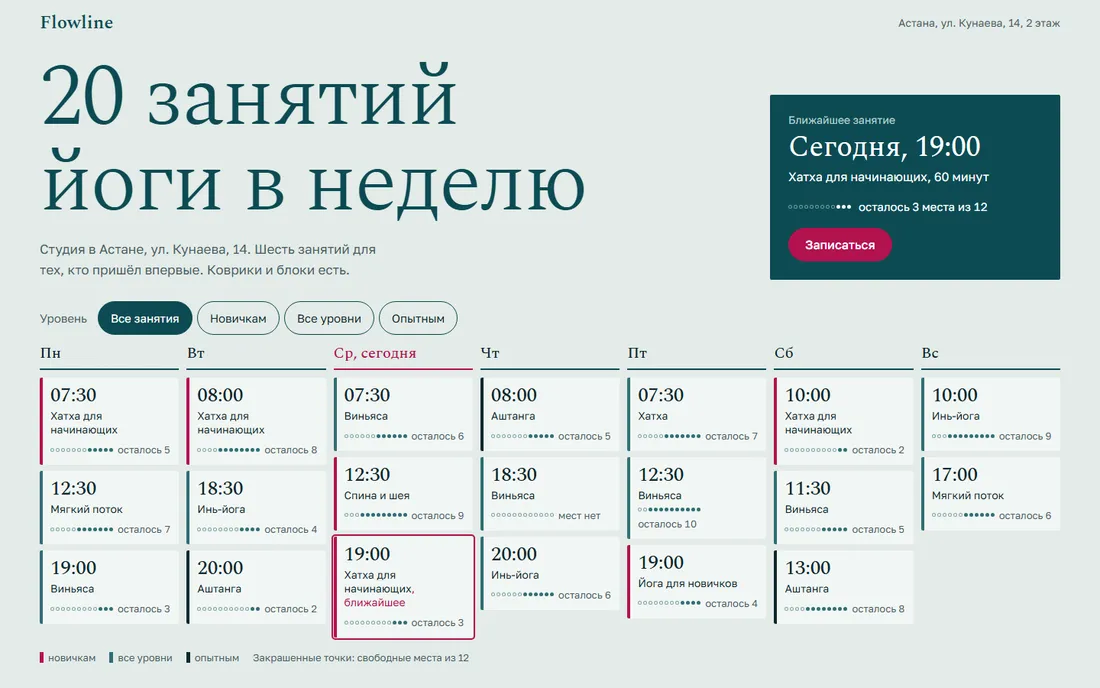 Flowline
Астана, ул. Кунаева, 14, 2 этаж
20 занятий
йоги в неделю
Студия в Астане, ул. Кунаева, 14. Шесть занятий для
тех, кто пришёл впервые. Коврики и блоки есть.
Ближайшее занятие
Сегодня, 19:00
Хатха для начинающих, 60 минут
осталось 3 места из 12
Записаться
Уровень
Все занятия
Новичкам
Все уровни
Опытным
Пн
07:30
Хатха для
начинающих
осталось 5
12:30
Мягкий поток
осталось 7
19:00
Виньяса
осталось 3
Вт
08:00
Хатха для
начинающих
осталось 8
18:30
Инь-йога
осталось 4
20:00
Аштанга
осталось 2
Ср, сегодня
07:30
Виньяса
осталось 6
12:30
Спина и шея
осталось 9
19:00
Хатха для
начинающих,
ближайшее
осталось 3
Чт
08:00
Аштанга
осталось 5
18:30
Виньяса
мест нет
20:00
Инь-йога
осталось 6
Пт
07:30
Хатха
осталось 7
12:30
Виньяса
осталось 10
19:00
Йога для новичков
осталось 4
Сб
10:00
Хатха для
начинающих
осталось 2
11:30
Виньяса
осталось 5
13:00
Аштанга
осталось 8
Вс
10:00
Инь-йога
осталось 9
17:00
Мягкий поток
осталось 6
новичкам
все уровни
опытным
Закрашенные точки: свободные места из 12